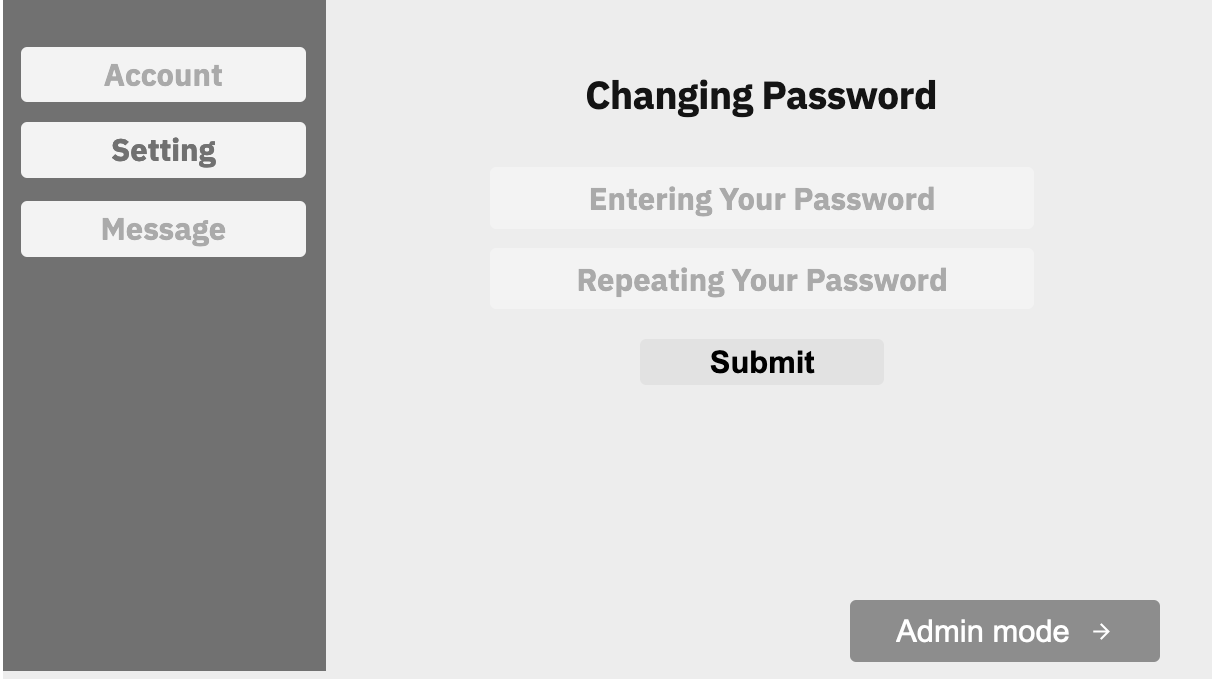 Account
Setting
Message
Changing Password
Entering Your Password
Repeating Your Password
Submit
Admin mode →